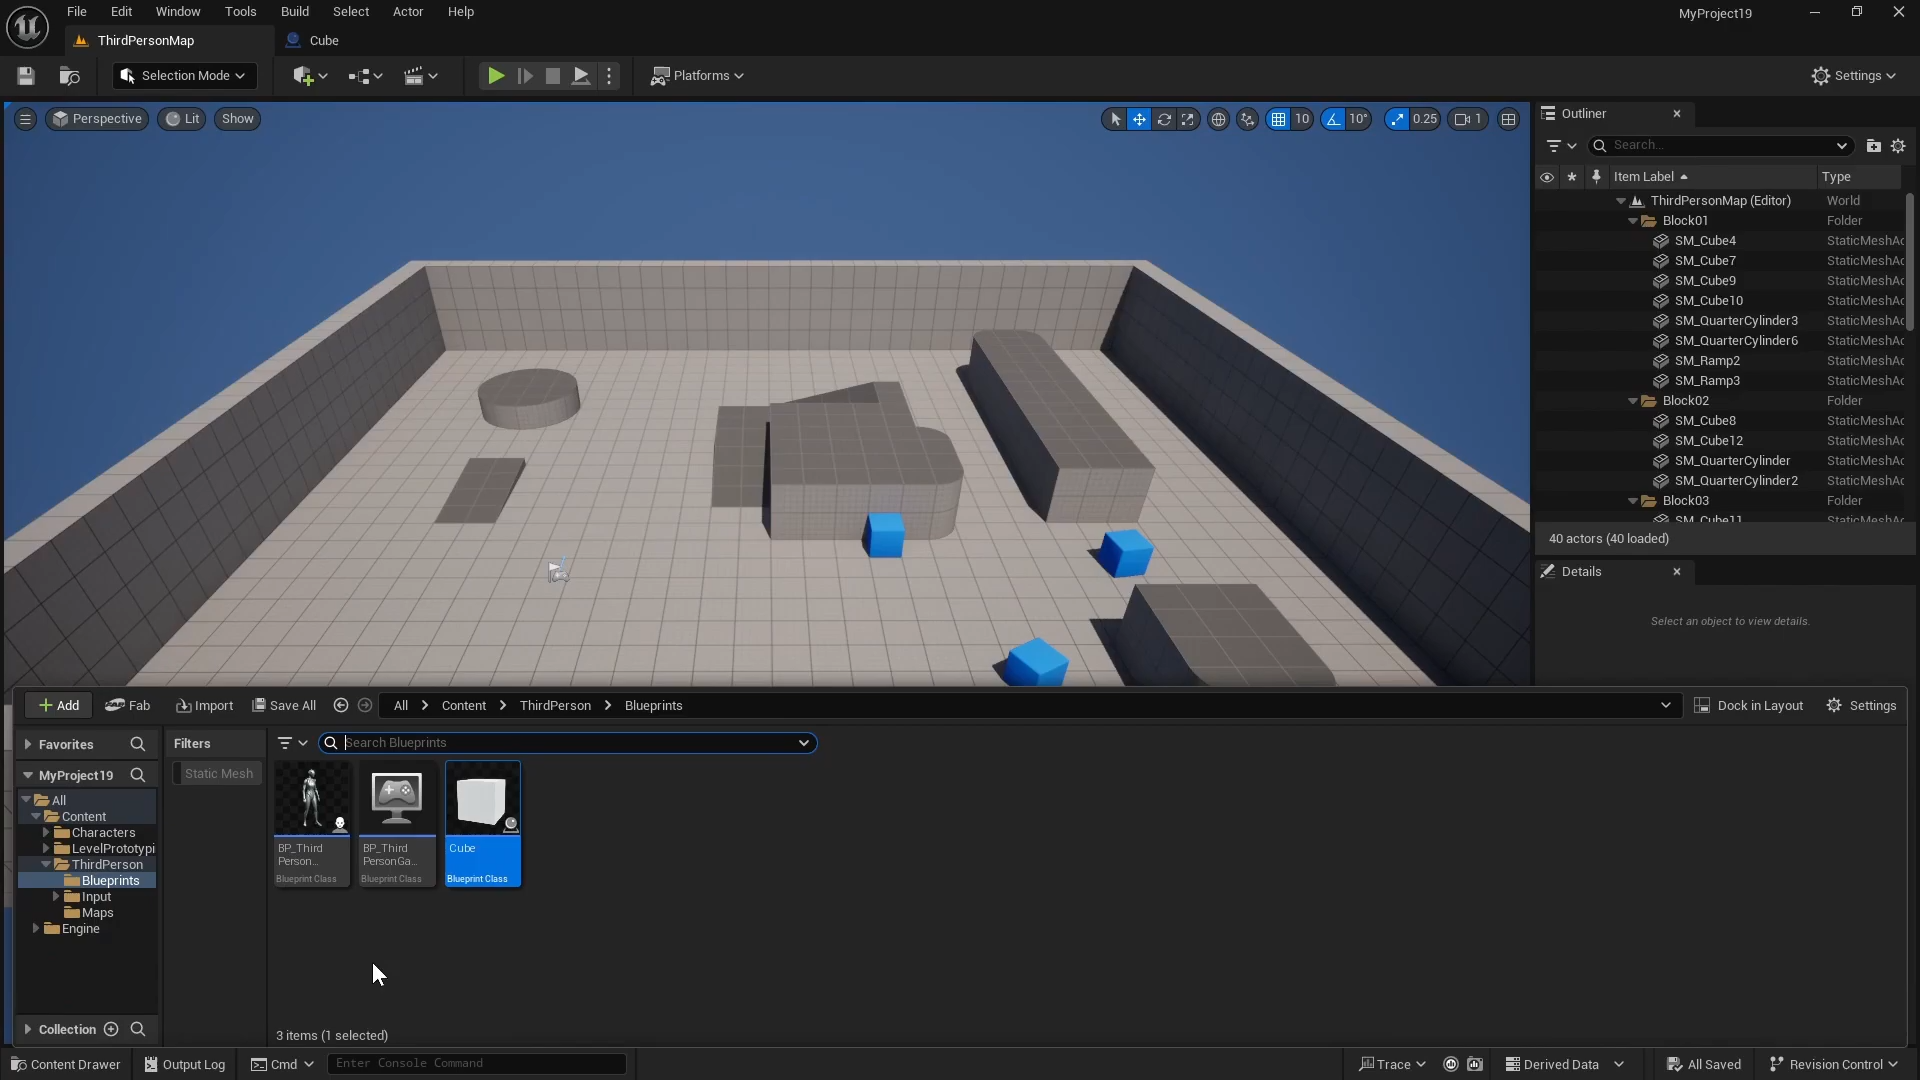 File Edit Window Tools Build Select Actor Help
MyProject19
ThirdPersonMap
Cube
Selection Mode
Platforms
Settings
Perspective
Lit
Show
10
10°
0.25
1
Outliner
Search...
Item Label Type
ThirdPersonMap (Editor) World
Block01 Folder
SM_Cube4 StaticMeshAc
SM_Cube7 StaticMeshAc
SM_Cube9 StaticMeshAc
SM_Cube10 StaticMeshAc
SM_QuarterCylinder3 StaticMeshAc
SM_QuarterCylinder6 StaticMeshAc
SM_Ramp2 StaticMeshAc
SM_Ramp3 StaticMeshAc
Block02 Folder
SM_Cube8 StaticMeshAc
SM_Cube12 StaticMeshAc
SM_QuarterCylinder StaticMeshAc
SM_QuarterCylinder2 StaticMeshAc
Block03 Folder
SM_Cube11 StaticMeshAc
40 actors (40 loaded)
Details
Select an object to view details.
Add
Fab
Import
Save All
All > Content > ThirdPerson > Blueprints
Dock in Layout
Settings
Favorites
MyProject19
All
Content
Characters
LevelPrototypi
ThirdPerson
Blueprints
Input
Maps
Engine
Collection
Filters
Static Mesh
Search Blueprints
BP_Third
Person...
Blueprint Class
BP_Third
PersonGa...
Blueprint Class
Cube
Blueprint Class
3 items (1 selected)
Content Drawer
Output Log
Cmd
Enter Console Command
Trace
Derived Data
All Saved
Revision Control